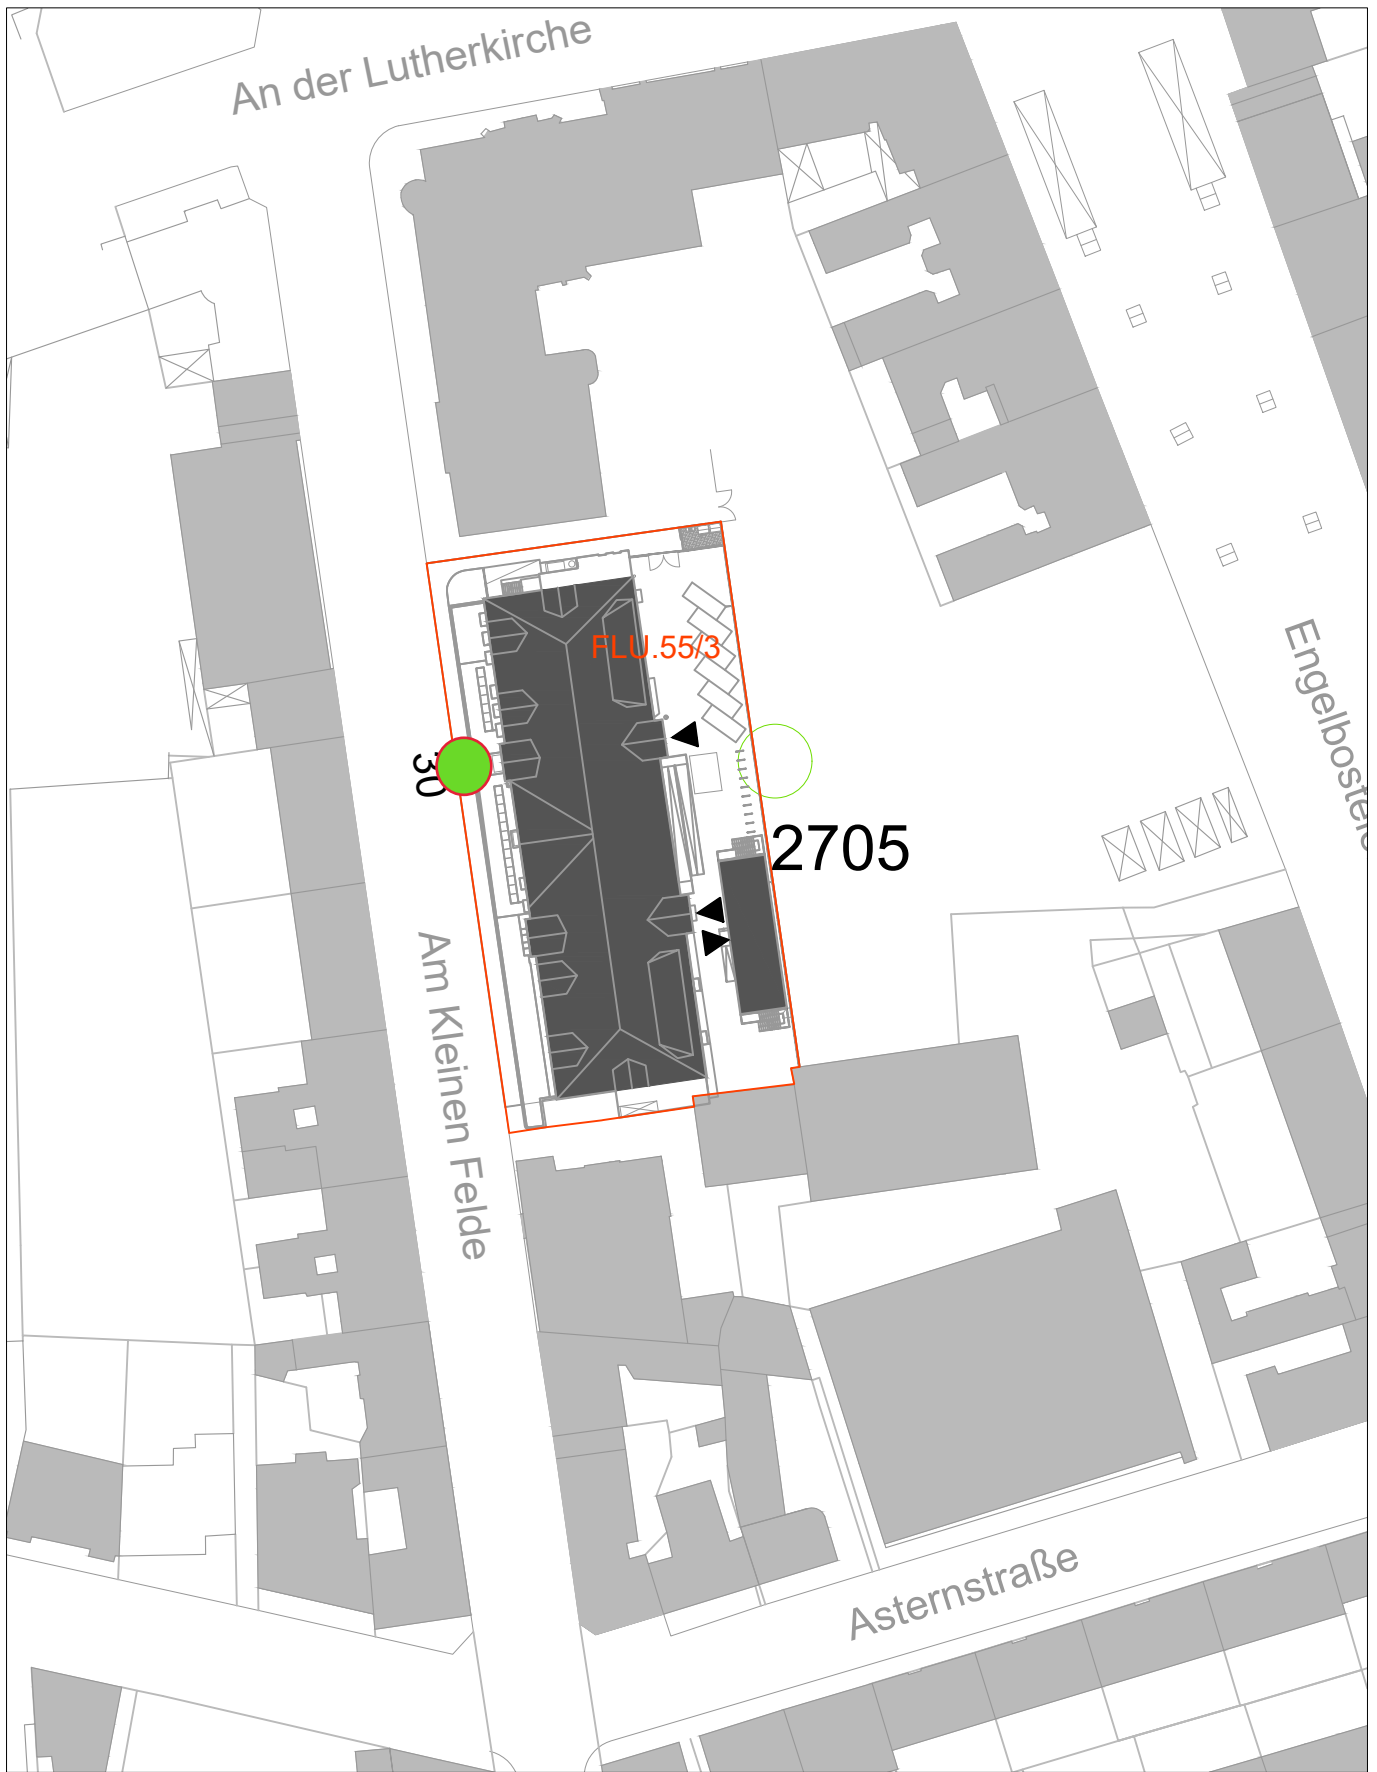 An der Lutherkirche
FLU.55/3
30
2705
Am Kleinen Felde
Asternstraße